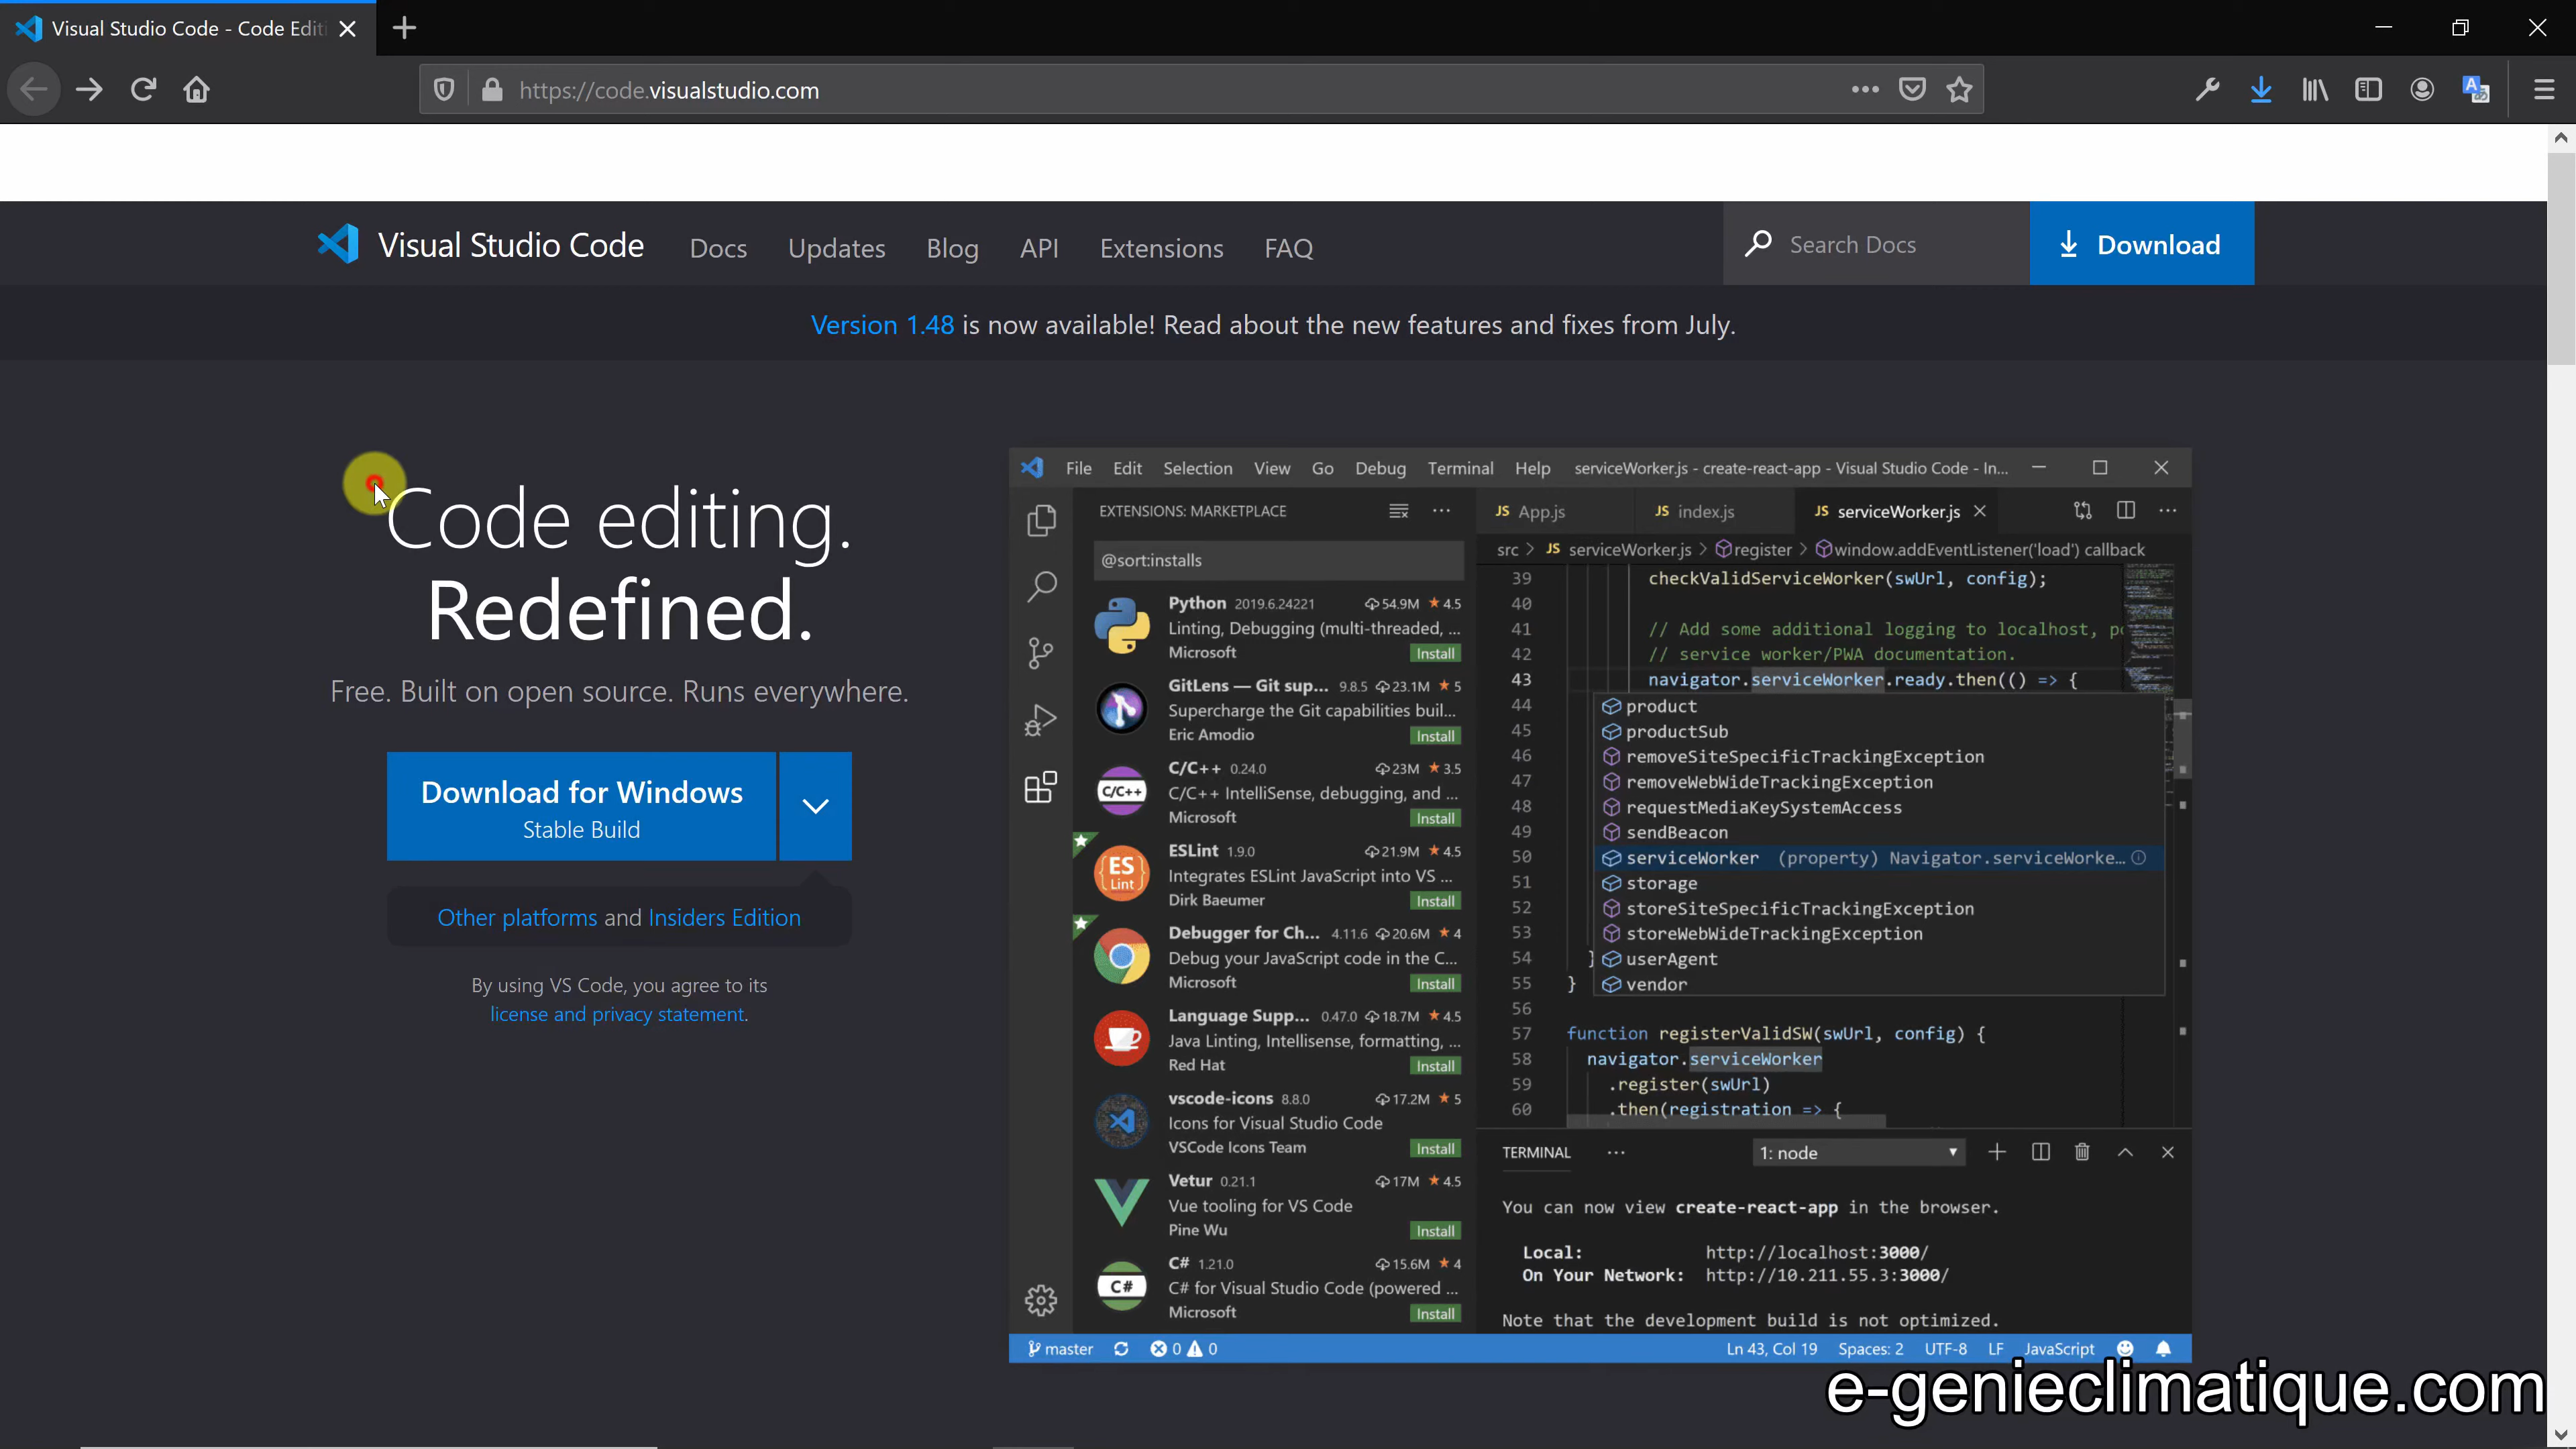 Visual Studio Code - Code Edit
https://code.visualstudio.com
Visual Studio Code
Docs
Updates
Blog
API
Extensions
FAQ
Search Docs
Download
Version 1.48 is now available! Read about the new features and fixes from July.
Code editing.
Redefined.
Free. Built on open source. Runs everywhere.
Download for Windows
Stable Build
Other platforms and Insiders Edition
By using VS Code, you agree to its
license and privacy statement.
File Edit Selection View Go Debug Terminal Help serviceWorker.js - create-react-app - Visual Studio Code - In...
EXTENSIONS: MARKETPLACE
@sort:installs
Python 2019.6.24221 54.9M 4.5
Linting, Debugging (multi-threaded, ...
Microsoft Install
GitLens — Git sup... 9.8.5 23.1M 5
Supercharge the Git capabilities buil...
Eric Amodio Install
C/C++
C/C++ 0.24.0 23M 3.5
C/C++ IntelliSense, debugging, and ...
Microsoft Install
ES
Lint
ESLint 1.9.0 21.9M 4.5
Integrates ESLint JavaScript into VS ...
Dirk Baeumer Install
Debugger for Ch... 4.11.6 20.6M 4
Debug your JavaScript code in the C...
Microsoft Install
Language Supp... 0.47.0 18.7M 4.5
Java Linting, Intellisense, formatting, ...
Red Hat Install
vscode-icons 8.8.0 17.2M 5
Icons for Visual Studio Code
VSCode Icons Team Install
Vetur 0.21.1 17M 4.5
Vue tooling for VS Code
Pine Wu Install
C#
C# 1.21.0 15.6M 4
C# for Visual Studio Code (powered ...
Microsoft Install
JS App.js JS index.js JS serviceWorker.js
src > JS serviceWorker.js > register > window.addEventListener('load') callback
39 checkValidServiceWorker(swUrl, config);
40
41 // Add some additional logging to localhost, p
42 // service worker/PWA documentation.
43 navigator.serviceWorker.ready.then(() => {
44 product
45 productSub
46 removeSiteSpecificTrackingException
47 removeWebWideTrackingException
48 requestMediaKeySystemAccess
49 sendBeacon
50 serviceWorker (property) Navigator.serviceWorke...
51 storage
52 storeSiteSpecificTrackingException
53 storeWebWideTrackingException
54 } userAgent
55 } vendor
56
57 function registerValidSW(swUrl, config) {
58 navigator.serviceWorker
59 .register(swUrl)
60 .then(registration => {
TERMINAL ... 1: node
You can now view create-react-app in the browser.
Local: http://localhost:3000/
On Your Network: http://10.211.55.3:3000/
Note that the development build is not optimized.
master 0 0 Ln 43, Col 19 Spaces: 2 UTF-8 LF JavaScript
e-genieclimatique.com